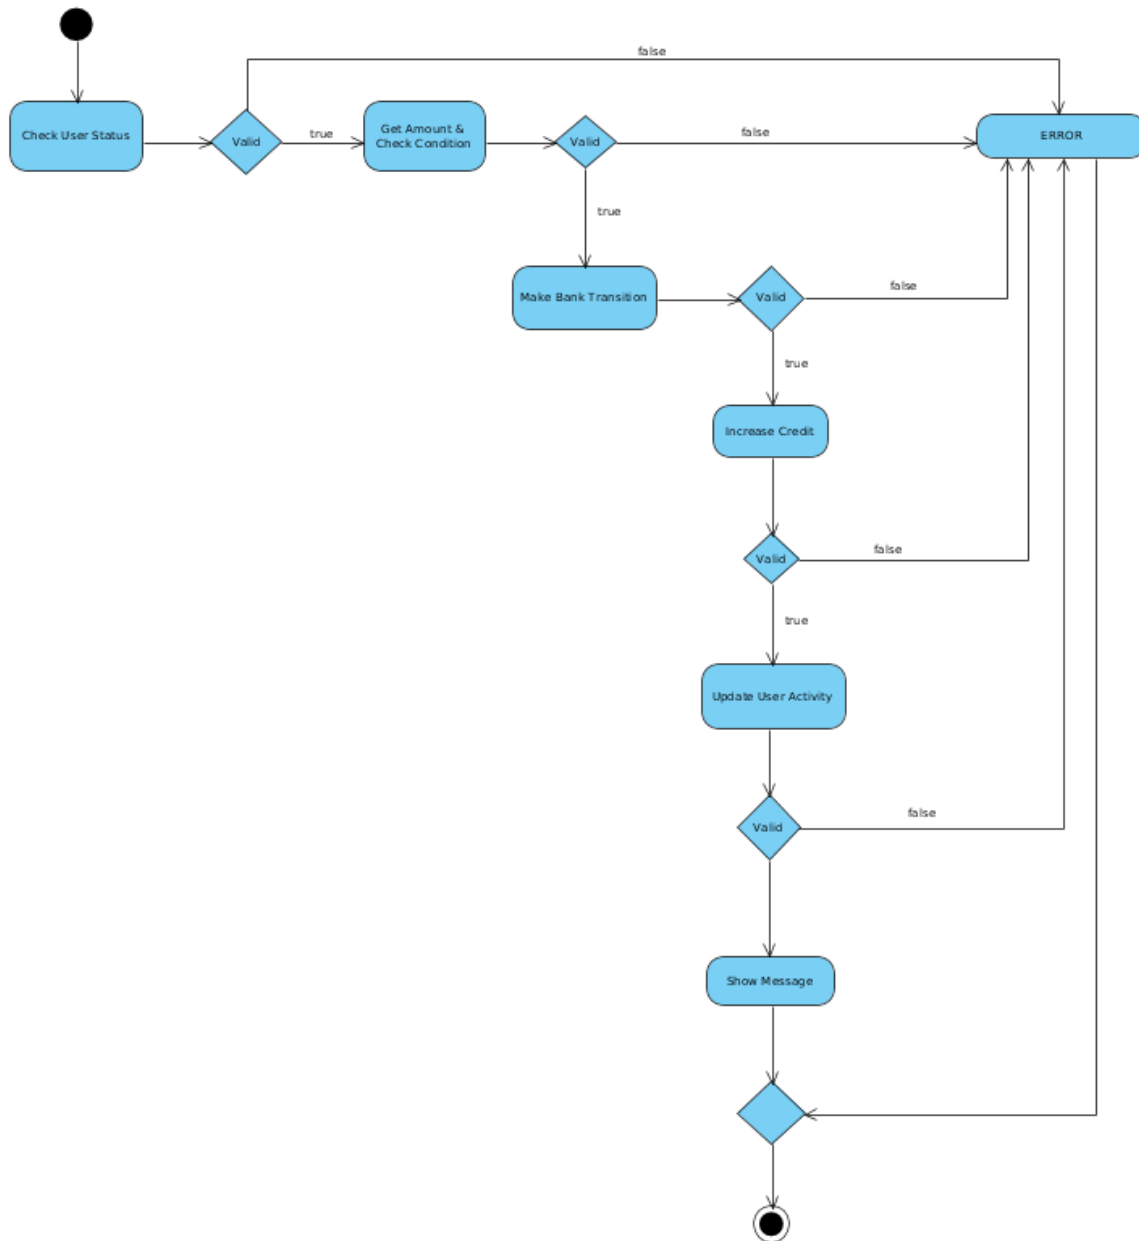 false
Check User Status
Valid
true
Get Amount &
Check Condition
Valid
false
ERROR
true
Make Bank Transition
Valid
false
true
Increase Credit
Valid
false
true
Update User Activity
Valid
false
Show Message